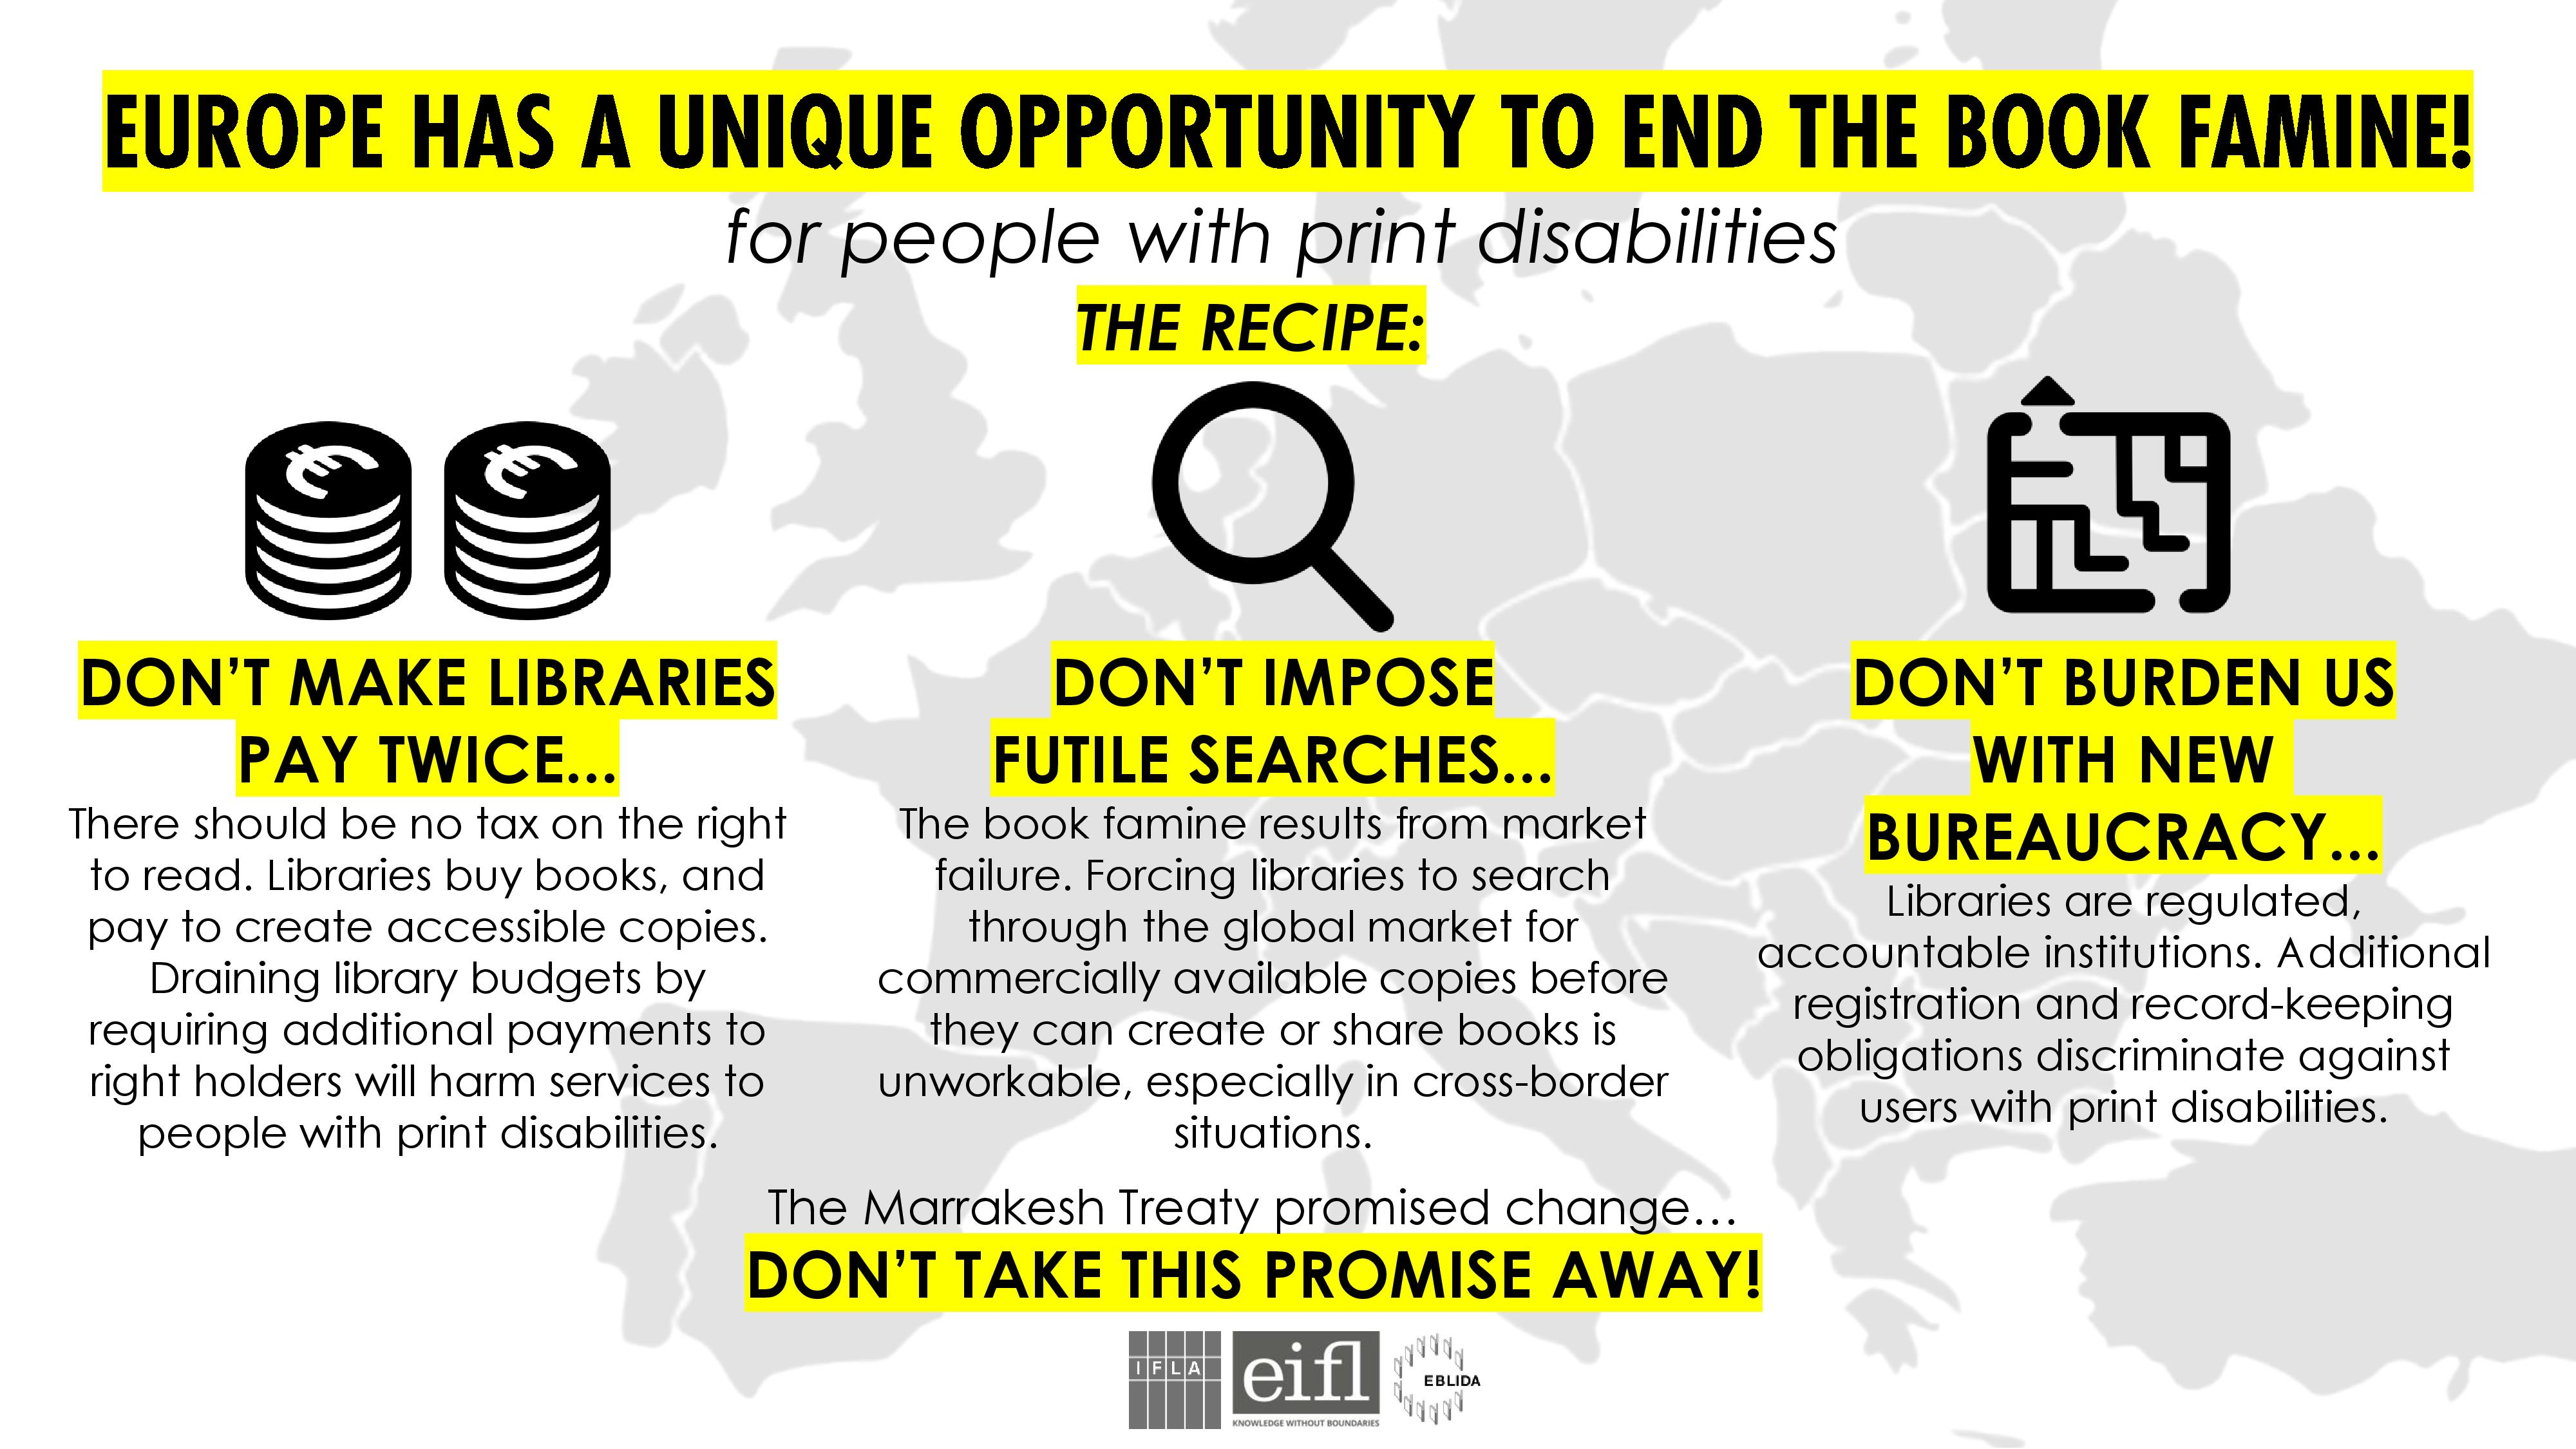 EUROPE HAS A UNIQUE OPPORTUNITY TO END THE BOOK FAMINE!
for people with print disabilities
THE RECIPE:
DON'T MAKE LIBRARIES
PAY TWICE...
There should be no tax on the right
to read. Libraries buy books, and
pay to create accessible copies.
Draining library budgets by
requiring additional payments to
right holders will harm services to
people with print disabilities.
DON'T IMPOSE
FUTILE SEARCHES...
The book famine results from market
failure. Forcing libraries to search
through the global market for
commercially available copies before
they can create or share books is
unworkable, especially in cross-border
situations.
DON'T BURDEN US
WITH NEW
BUREAUCRACY...
Libraries are regulated,
accountable institutions. Additional
registration and record-keeping
obligations discriminate against
users with print disabilities.
The Marrakesh Treaty promised change...
DON'T TAKE THIS PROMISE AWAY!
IFLA
eifl
KNOWLEDGE WITHOUT BOUNDARIES
EBLIDA